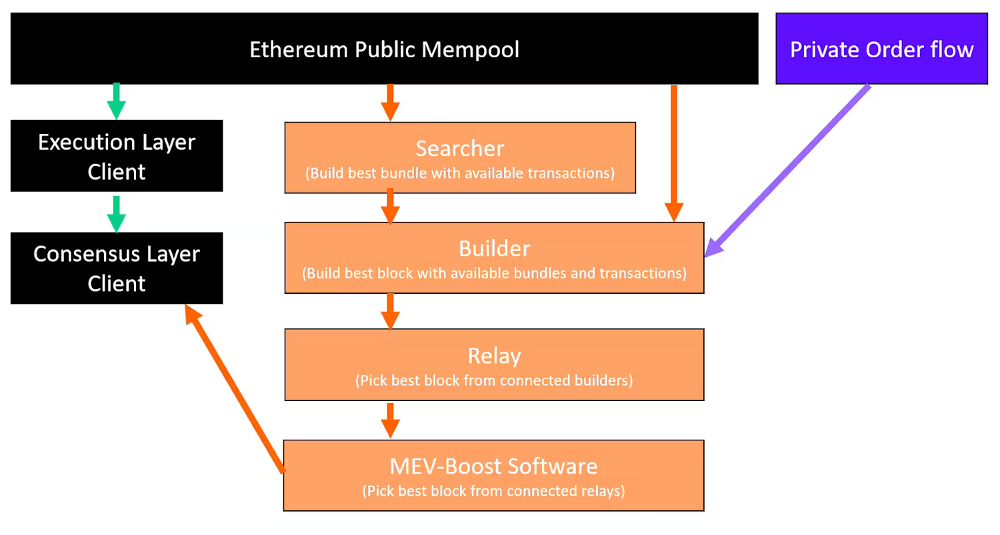 Ethereum Public Mempool
Private Order flow
Execution Layer
Client
Searcher
(Build best bundle with available transactions)
Consensus Layer
Client
Builder
(Build best block with available bundles and transactions)
Relay
(Pick best block from connected builders)
MEV-Boost Software
(Pick best block from connected relays)